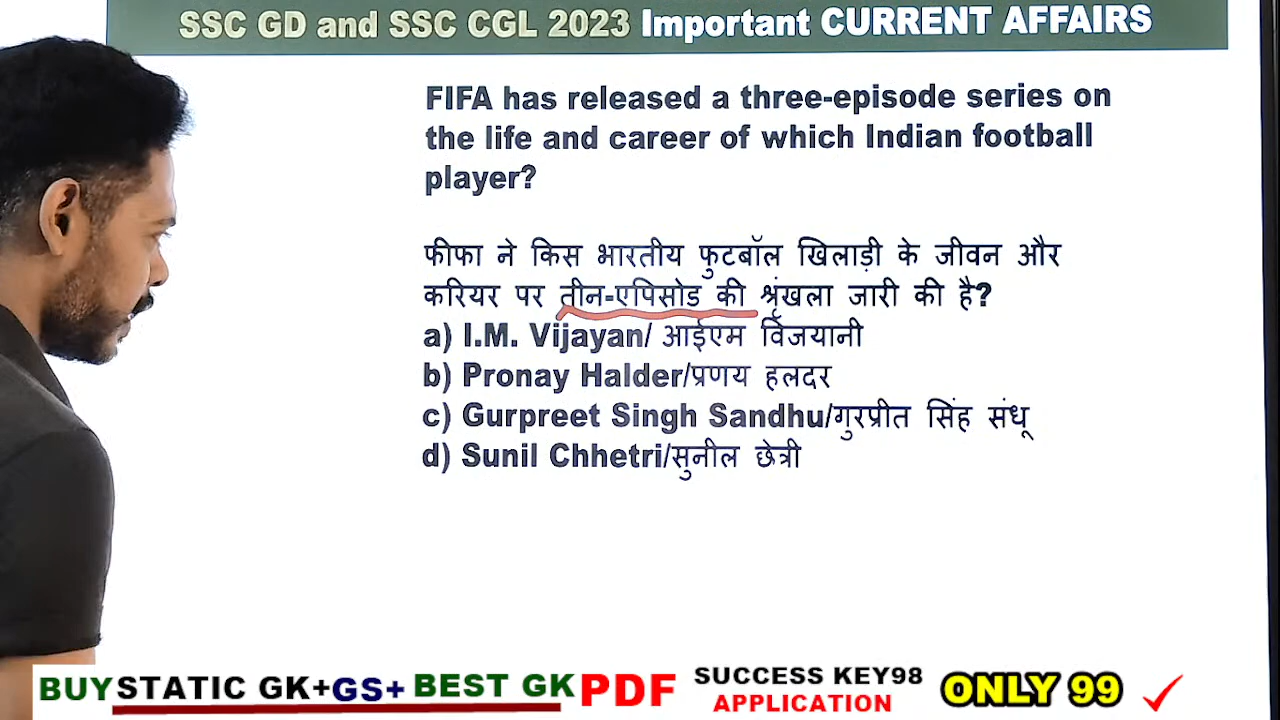 SSC GD and SSC CGL 2023 Important CURRENT AFFAIRS
FIFA has released a three-episode series on
the life and career of which Indian football
player?
फीफा ने किस भारतीय फुटबॉल खिलाड़ी के जीवन और
करियर पर तीन-एपिसोड की श्रृंखला जारी की है?
a) I.M. Vijayan/ आईएम विजयानी
b) Pronay Halder/प्रणय हलदर
c) Gurpreet Singh Sandhu/गुरप्रीत सिंह संधू
d) Sunil Chhetri/सुनील छेत्री
BUY STATIC GK+GS+ BEST GK PDF SUCCESS KEY98 APPLICATION ONLY 99